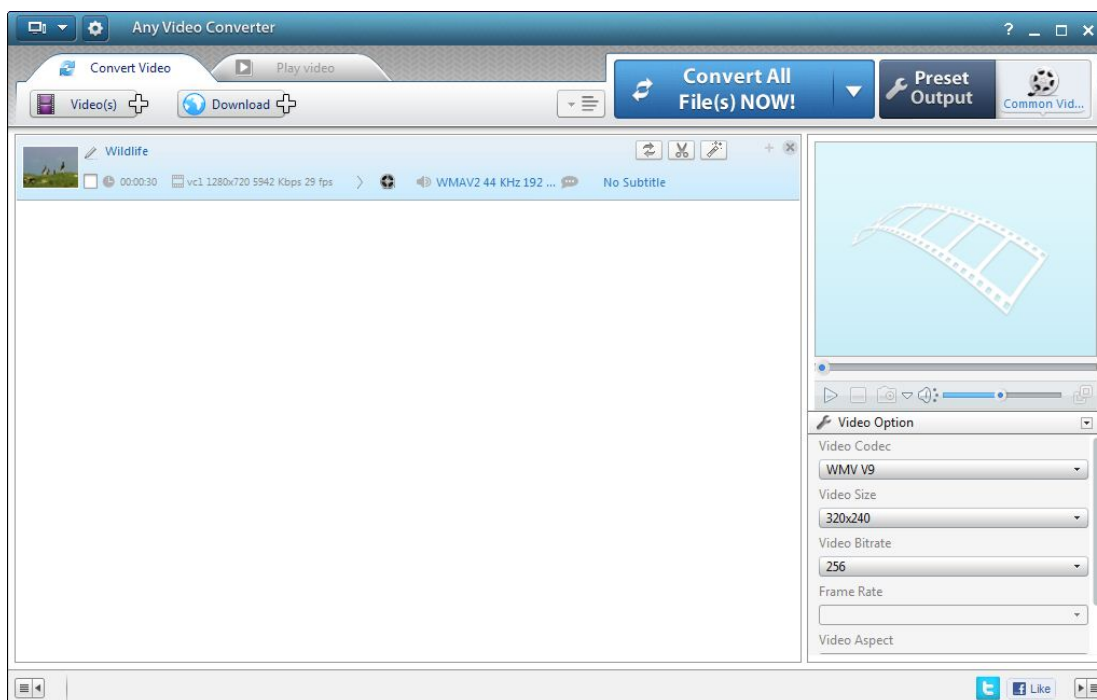 Any Video Converter
?
Convert Video
Play video
Video(s)
Download
Convert All
File(s) NOW!
Preset
Output
Common Vid...
Wildlife
00:00:30 vc1 1280x720 5942 Kbps 29 fps WMAV2 44 KHz 192 ... No Subtitle
Video Option
Video Codec
WMV V9
Video Size
320x240
Video Bitrate
256
Frame Rate
Video Aspect
Like